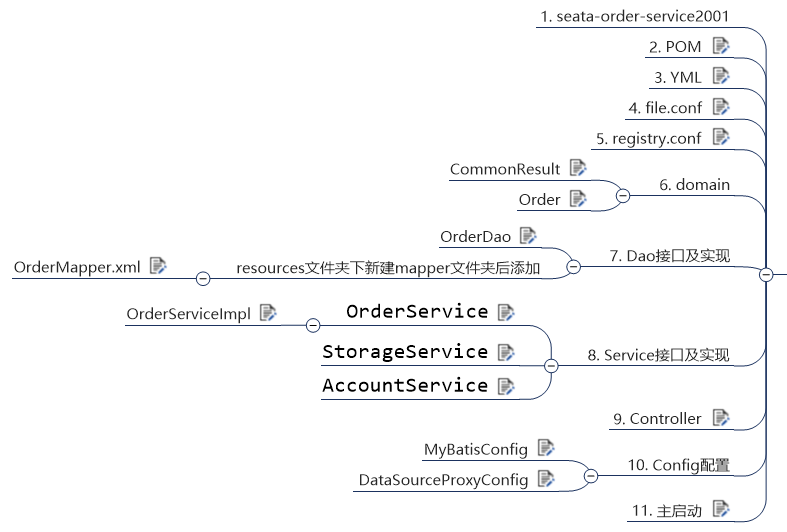 1. seata-order-service2001
2. POM
3. YML
4. file.conf
5. registry.conf
CommonResult
Order
6. domain
OrderDao
OrderMapper.xml
resources文件夹下新建mapper文件夹后添加
7. Dao接口及实现
OrderServiceImpl
OrderService
StorageService
AccountService
8. Service接口及实现
9. Controller
MyBatisConfig
DataSourceProxyConfig
10. Config配置
11. 主启动